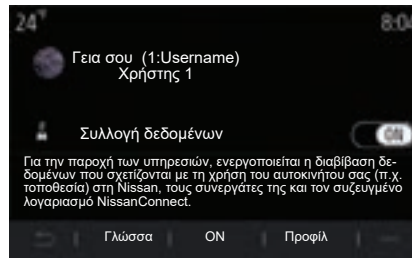 24°
8:04
Γεια σου (1:Username)
Χρήστης 1
Συλλογή δεδομένων
ON
Για την παροχή των υπηρεσιών, ενεργοποιείται η διαβίβαση δε-
δομένων που σχετίζονται με τη χρήση του αυτοκινήτου σας (π.χ.
τοποθεσία) στη Nissan, τους συνεργάτες της και τον συζευγμένο
λογαριασμό NissanConnect.
Γλώσσα ON Προφίλ